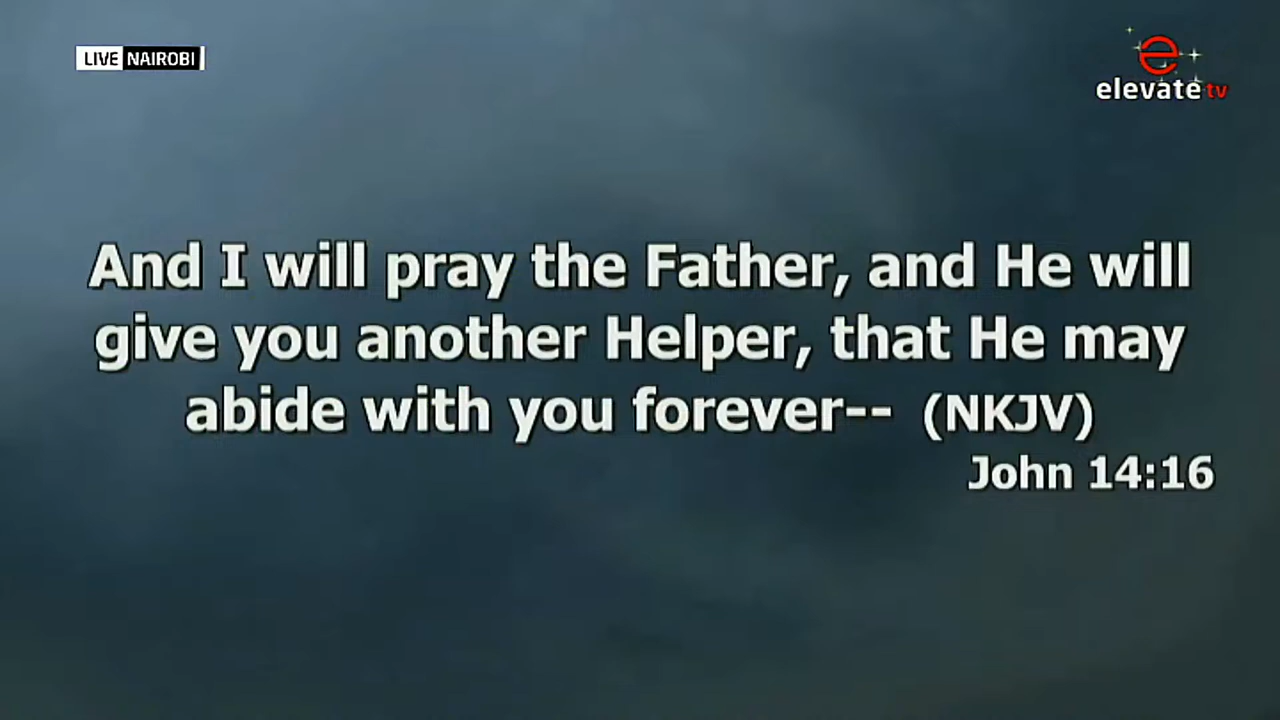 LIVE NAIROBI
e
elevate tv
And I will pray the Father, and He will
give you another Helper, that He may
abide with you forever-- (NKJV)
John 14:16